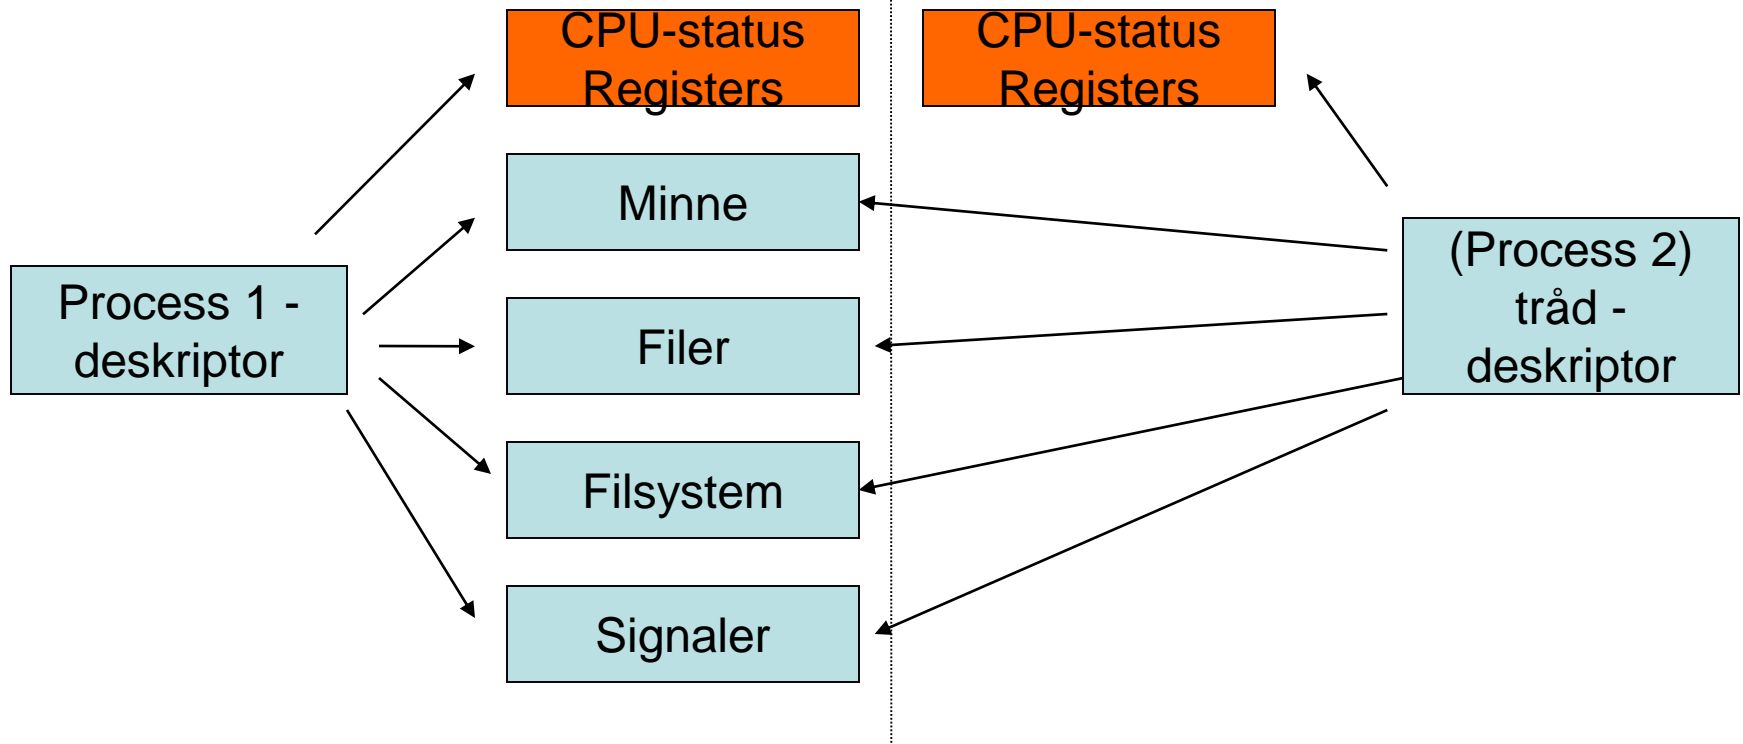 CPU-status
Registers
CPU-status
Registers
Minne
Process 1 -
deskriptor
Filer
(Process 2)
tråd -
deskriptor
Filsystem
Signaler